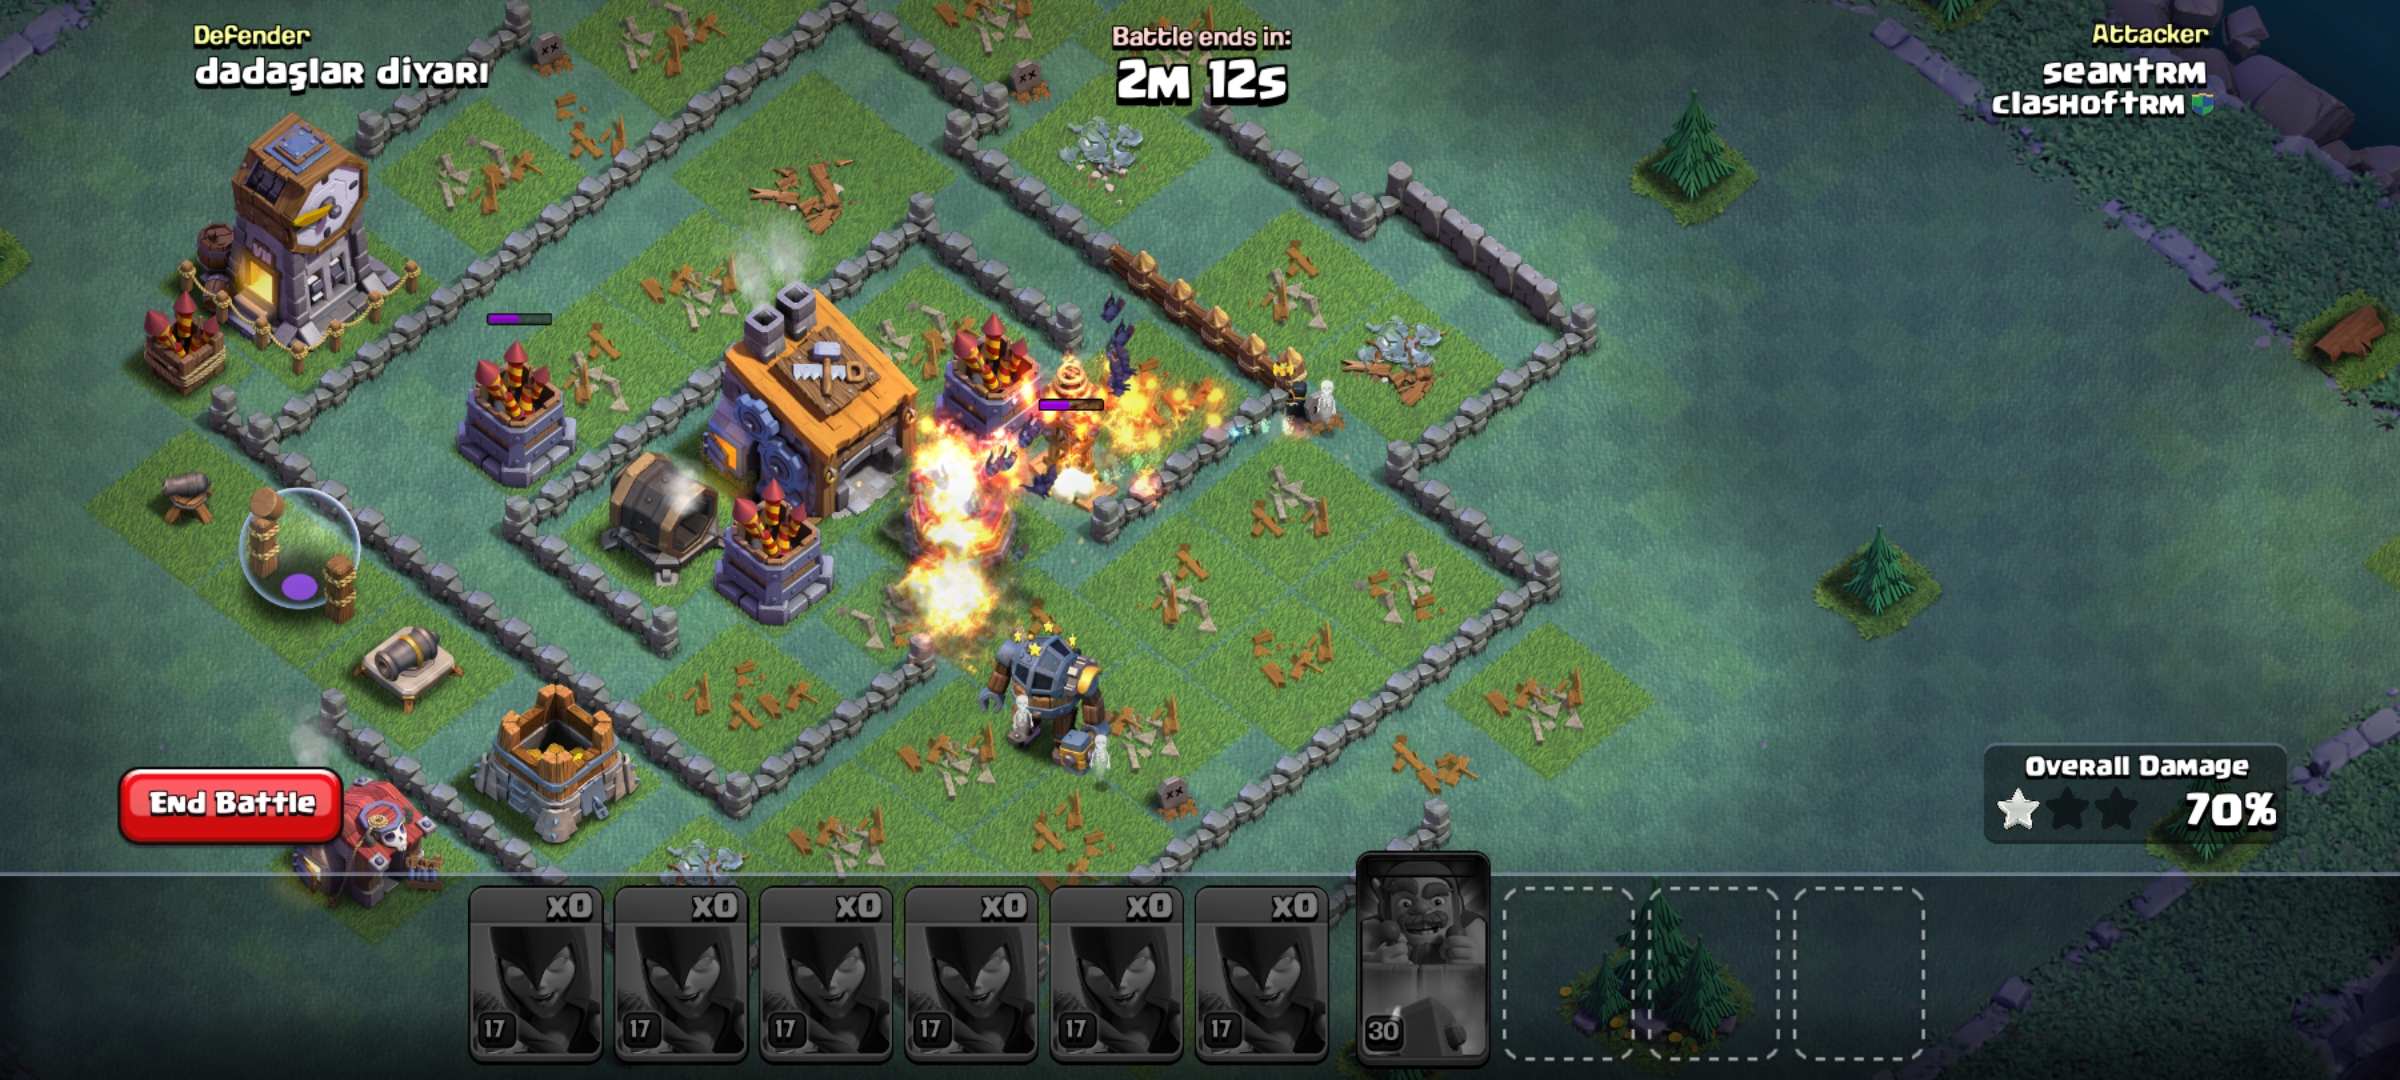 Defender
dadaşlar diyarı
Battle ends in:
2M 12s
Attacker
seantrm
clashoftrm
End Battle
Overall Damage
70%
x0 x0 x0 x0 x0 x0
17 17 17 17 17 17 30